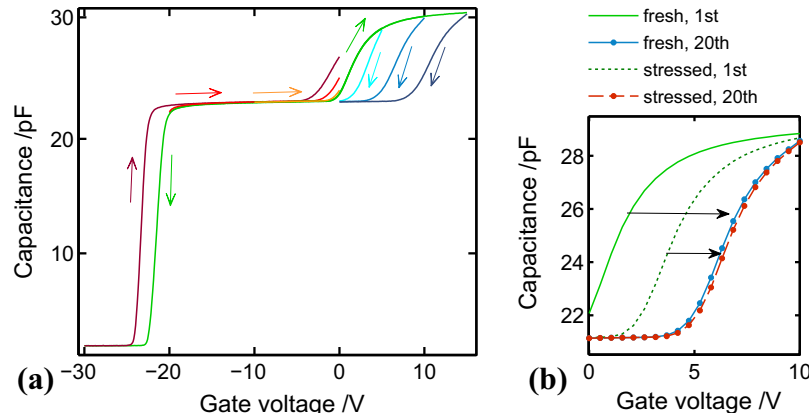 30
20
10
Capacitance /pF
−30
−20
−10
0
10
Gate voltage /V
(a)
fresh, 1st
fresh, 20th
stressed, 1st
stressed, 20th
28
26
24
22
Capacitance /pF
0
5
10
Gate voltage /V
(b)